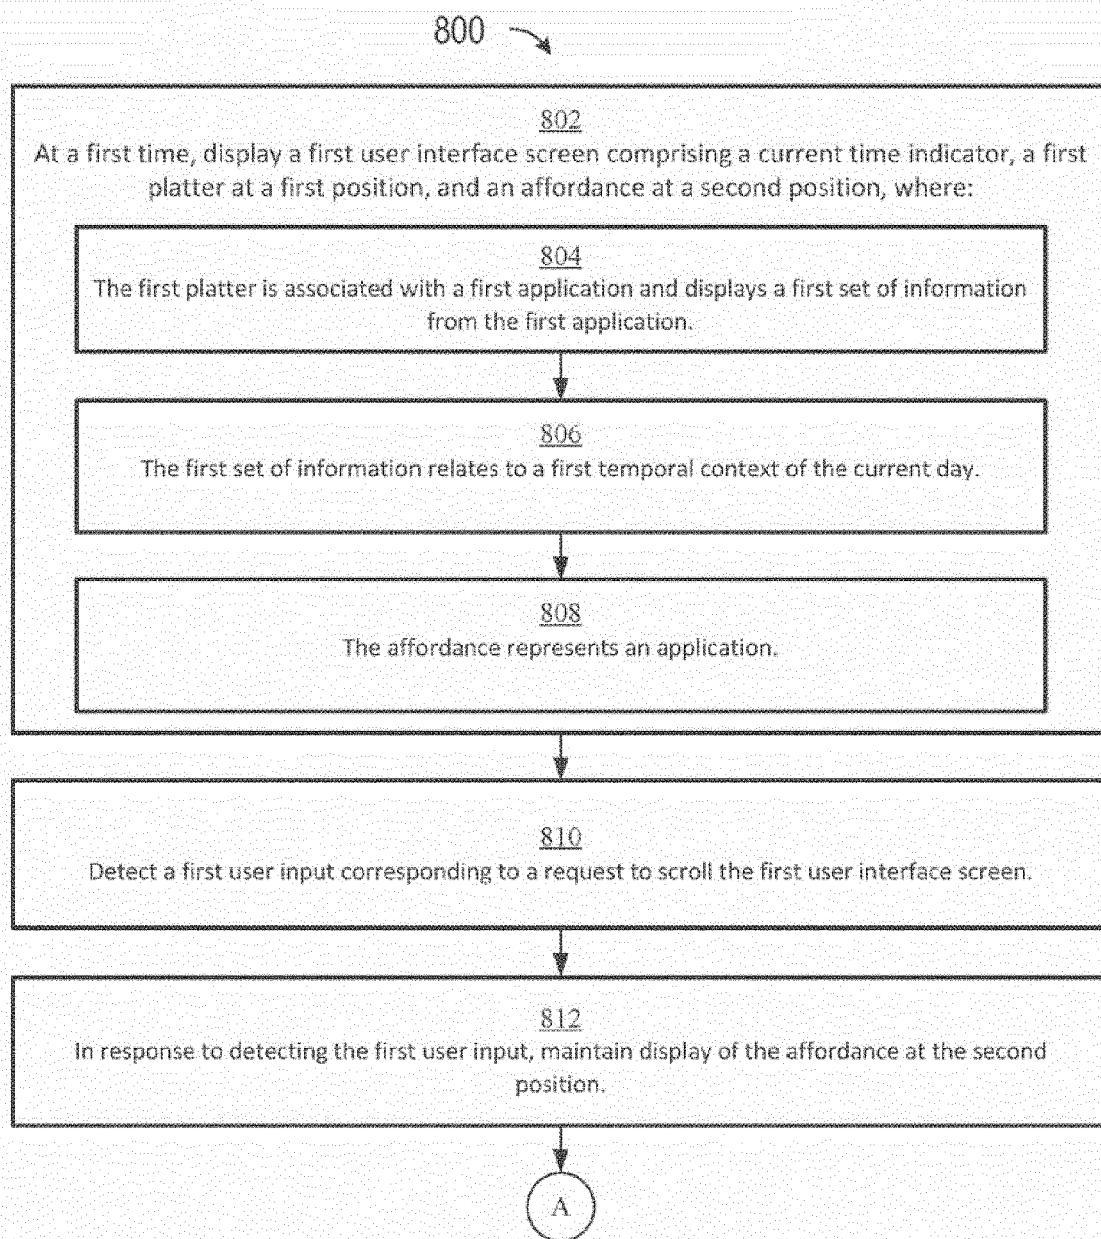 800
802
At a first time, display a first user interface screen comprising a current time indicator, a first
platter at a first position, and an affordance at a second position, where:
804
The first platter is associated with a first application and displays a first set of information
from the first application.
806
The first set of information relates to a first temporal context of the current day.
808
The affordance represents an application.
810
Detect a first user input corresponding to a request to scroll the first user interface screen.
812
In response to detecting the first user input, maintain display of the affordance at the second
position.
A